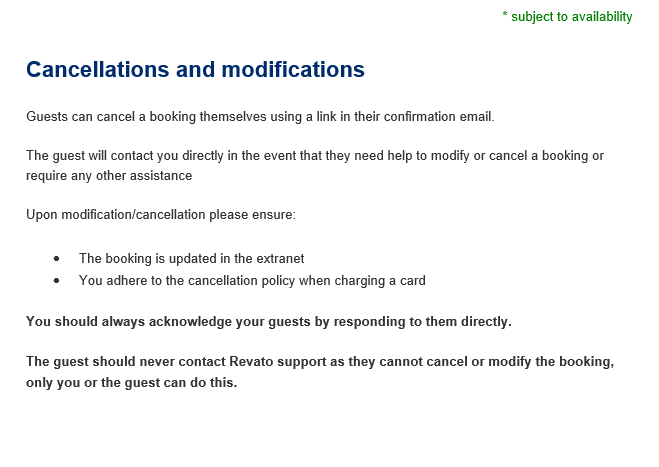 * subject to availability
Cancellations and modifications
Guests can cancel a booking themselves using a link in their confirmation email.
The guest will contact you directly in the event that they need help to modify or cancel a booking or
require any other assistance
Upon modification/cancellation please ensure:
• The booking is updated in the extranet
• You adhere to the cancellation policy when charging a card
You should always acknowledge your guests by responding to them directly.
The guest should never contact Revato support as they cannot cancel or modify the booking,
only you or the guest can do this.